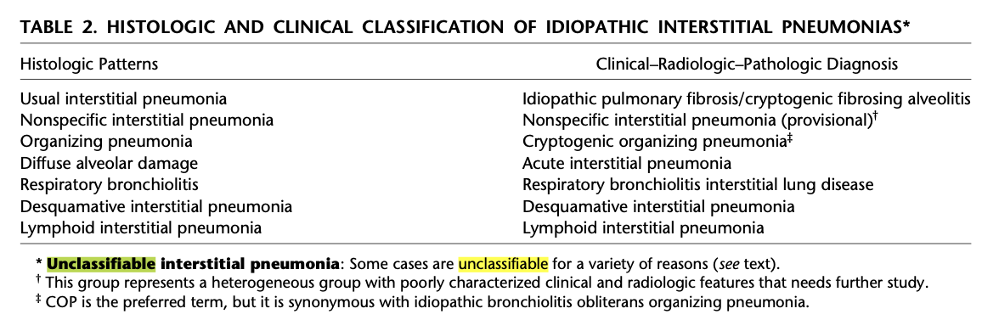 TABLE 2. HISTOLOGIC AND CLINICAL CLASSIFICATION OF IDIOPATHIC INTERSTITIAL PNEUMONIAS*
Histologic Patterns Clinical–Radiologic–Pathologic Diagnosis
Usual interstitial pneumonia Idiopathic pulmonary fibrosis/cryptogenic fibrosing alveolitis
Nonspecific interstitial pneumonia Nonspecific interstitial pneumonia (provisional)†
Organizing pneumonia Cryptogenic organizing pneumonia‡
Diffuse alveolar damage Acute interstitial pneumonia
Respiratory bronchiolitis Respiratory bronchiolitis interstitial lung disease
Desquamative interstitial pneumonia Desquamative interstitial pneumonia
Lymphoid interstitial pneumonia Lymphoid interstitial pneumonia
* Unclassifiable interstitial pneumonia: Some cases are unclassifiable for a variety of reasons (see text).
† This group represents a heterogeneous group with poorly characterized clinical and radiologic features that needs further study.
‡ COP is the preferred term, but it is synonymous with idiopathic bronchiolitis obliterans organizing pneumonia.